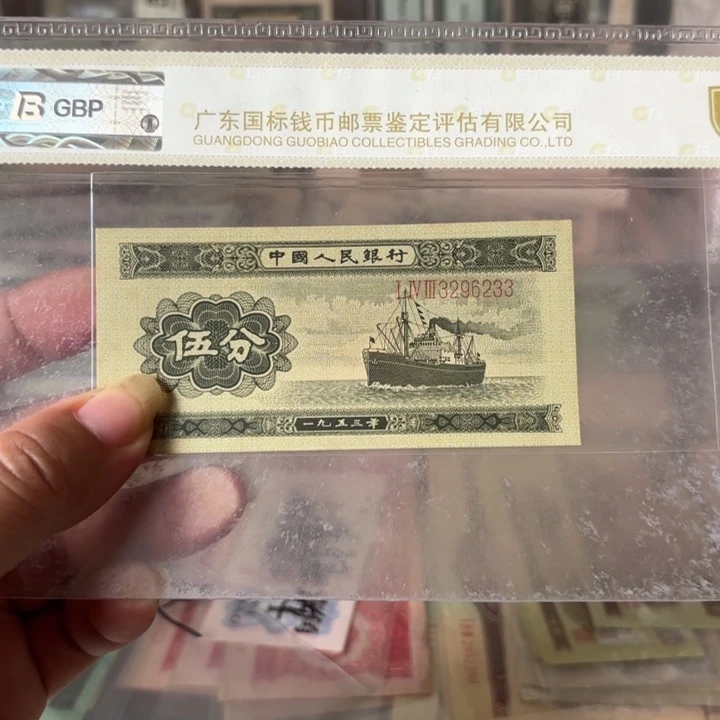 GBP
广东国标钱币邮票鉴定评估有限公司
GUANGDONG GUOBIAO COLLECTIBLES GRADING CO.,LTD
中國人民銀行
I IV III 3296233
伍分
一九五三年